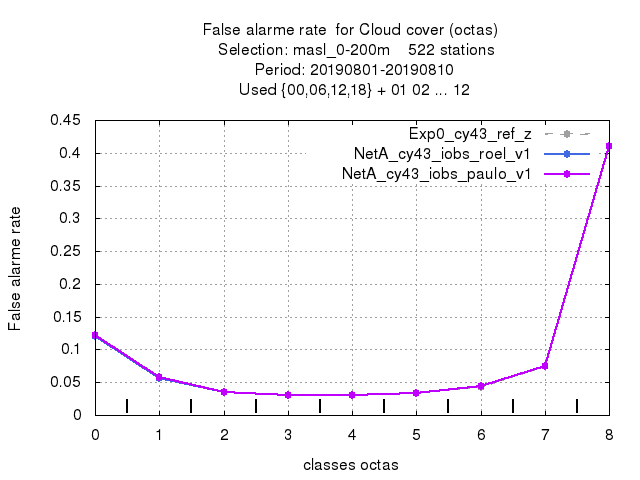 False alarme rate  for Cloud cover (octas)
Selection: masl_0-200m    522 stations
Period: 20190801-20190810
Used {00,06,12,18} + 01 02 ... 12
Exp0_cy43_ref_z
NetA_cy43_iobs_roel_v1
NetA_cy43_iobs_paulo_v1
False alarme rate
0.45
0.4
0.35
0.3
0.25
0.2
0.15
0.1
0.05
0
0 1 2 3 4 5 6 7 8
classes octas